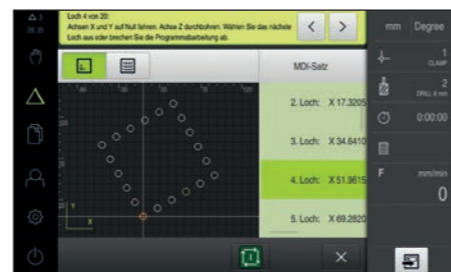 Loch 4 von 20:
Achsen X und Y auf Null fahren. Achse Z durchbohren. Wählen Sie das nächste
Loch aus oder brechen Sie die Programmabarbeitung ab.
mm Degree
MDI-Satz
1
CLAMP
2
DRILL 8 mm
0:00:00
2. Loch: X 17.3205
3. Loch: X 34.6410
4. Loch: X 51.9615
5. Loch: X 69.2820
F mm/min
0
Y
X